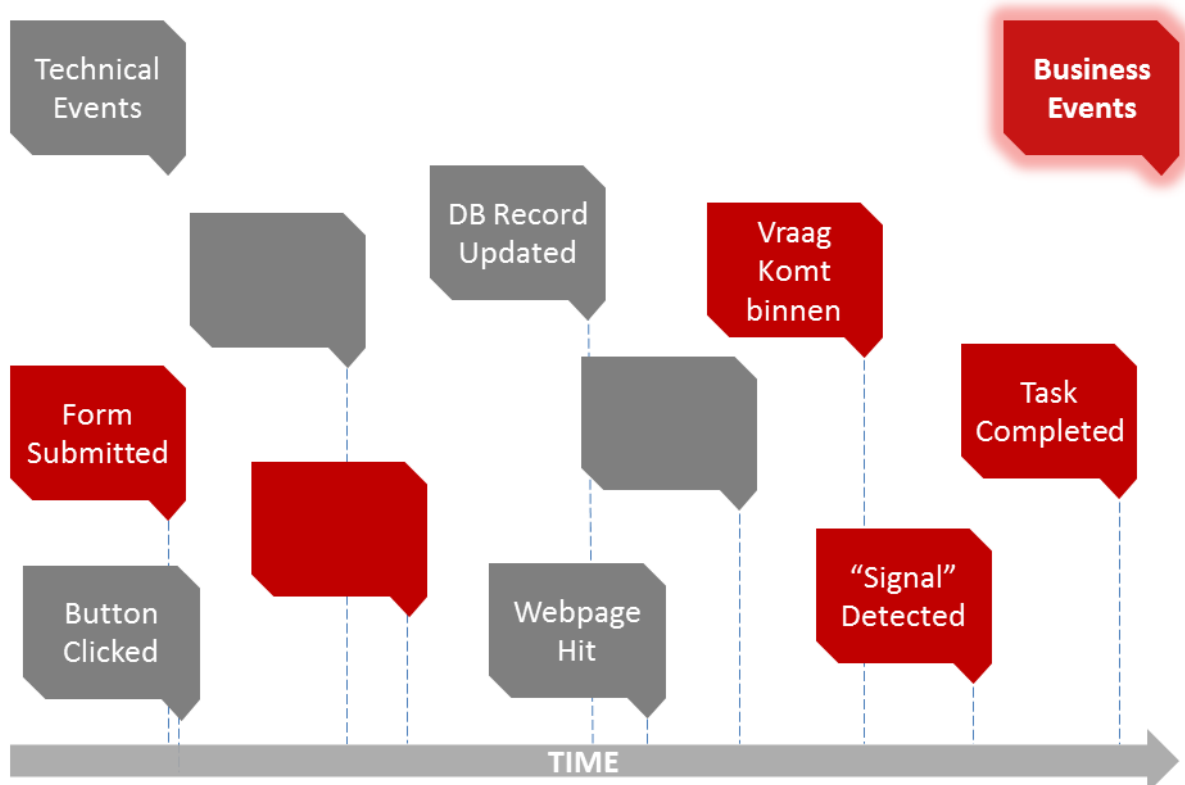 Technical
Events
Business
Events
DB Record
Updated
Vraag
Komt
binnen
Form
Submitted
Task
Completed
Button
Clicked
Webpage
Hit
“Signal”
Detected
TIME